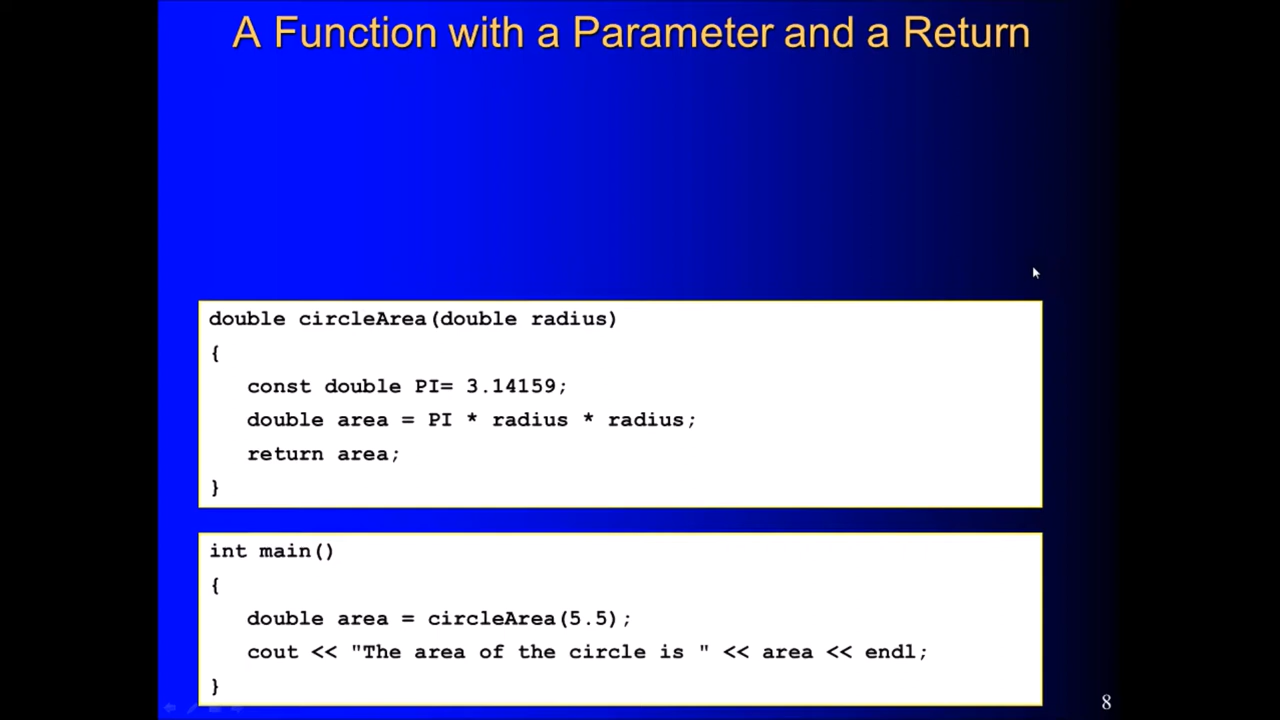 A Function with a Parameter and a Return
double circleArea(double radius)
{
const double PI= 3.14159;
double area = PI * radius * radius;
return area;
}
int main()
{
double area = circleArea(5.5);
cout << "The area of the circle is " << area << endl;
}
8